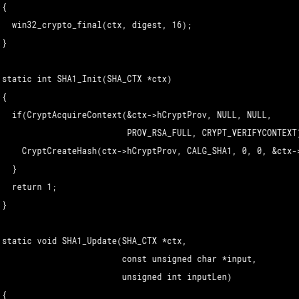 {
  win32_crypto_final(ctx, digest, 16);
}

static int SHA1_Init(SHA_CTX *ctx)
{
  if(CryptAcquireContext(&ctx->hCryptProv, NULL, NULL,
                         PROV_RSA_FULL, CRYPT_VERIFYCONTEXT)
    CryptCreateHash(ctx->hCryptProv, CALG_SHA1, 0, 0, &ctx->
  }
  return 1;
}

static void SHA1_Update(SHA_CTX *ctx,
                        const unsigned char *input,
                        unsigned int inputLen)
{